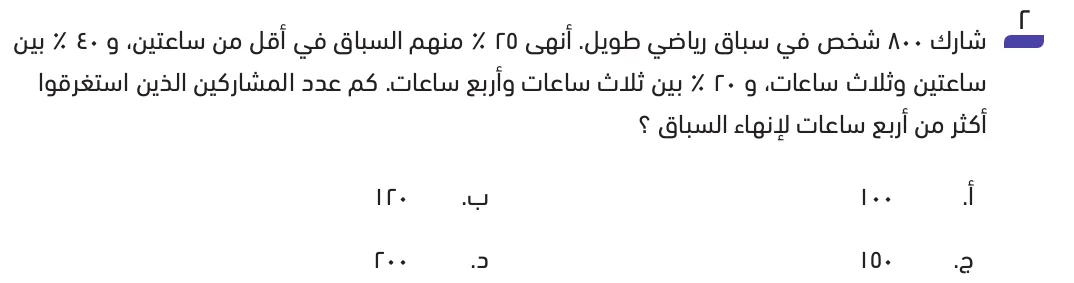 ٢
شارك ٨٠٠ شخص في سباق رياضي طويل. أنهى ٢٥ ٪ منهم السباق في أقل من ساعتين، و ٤٠ ٪ بين
ساعتين وثلاث ساعات، و ٢٠ ٪ بين ثلاث ساعات وأربع ساعات. كم عدد المشاركين الذين استغرقوا
أكثر من أربع ساعات لإنهاء السباق ؟
أ. ١٠٠
ب. ١٢٠
ج. ١٥٠
د. ٢٠٠